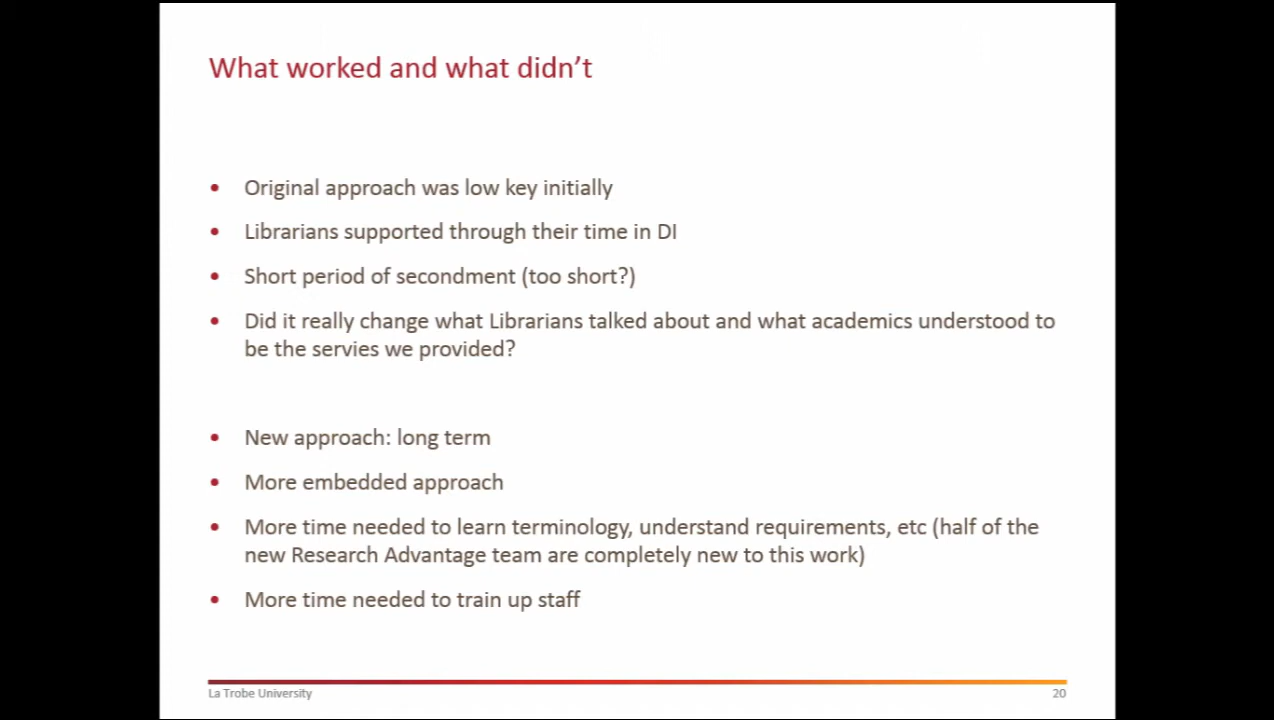 What worked and what didn't
• Original approach was low key initially
• Librarians supported through their time in DI
• Short period of secondment (too short?)
• Did it really change what Librarians talked about and what academics understood to
be the servies we provided?
• New approach: long term
• More embedded approach
• More time needed to learn terminology, understand requirements, etc (half of the
new Research Advantage team are completely new to this work)
• More time needed to train up staff
La Trobe University
20